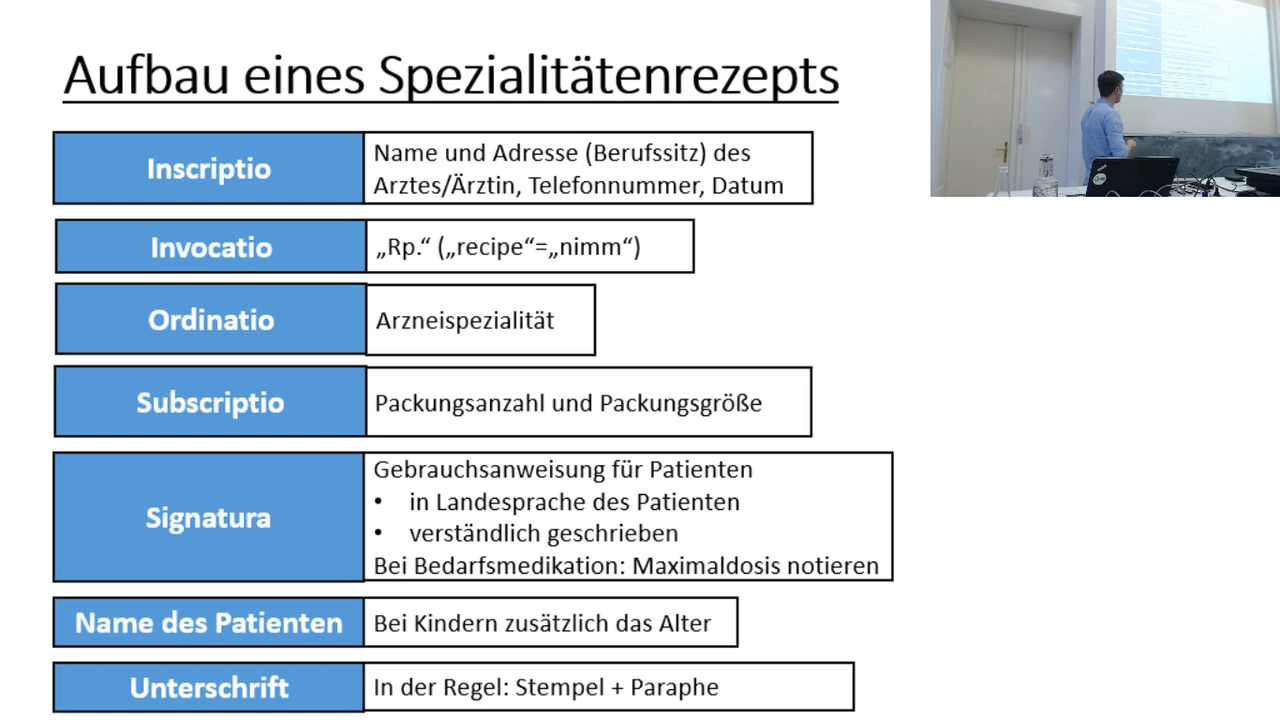 Aufbau eines Spezialitätenrezepts
Inscriptio
Name und Adresse (Berufssitz) des
Arztes/Ärztin, Telefonnummer, Datum
Invocatio
„Rp.“ („recipe“=„nimm“)
Ordinatio
Arzneispezialität
Subscriptio
Packungsanzahl und Packungsgröße
Signatura
Gebrauchsanweisung für Patienten
• in Landesprache des Patienten
• verständlich geschrieben
Bei Bedarfsmedikation: Maximaldosis notieren
Name des Patienten
Bei Kindern zusätzlich das Alter
Unterschrift
In der Regel: Stempel + Paraphe